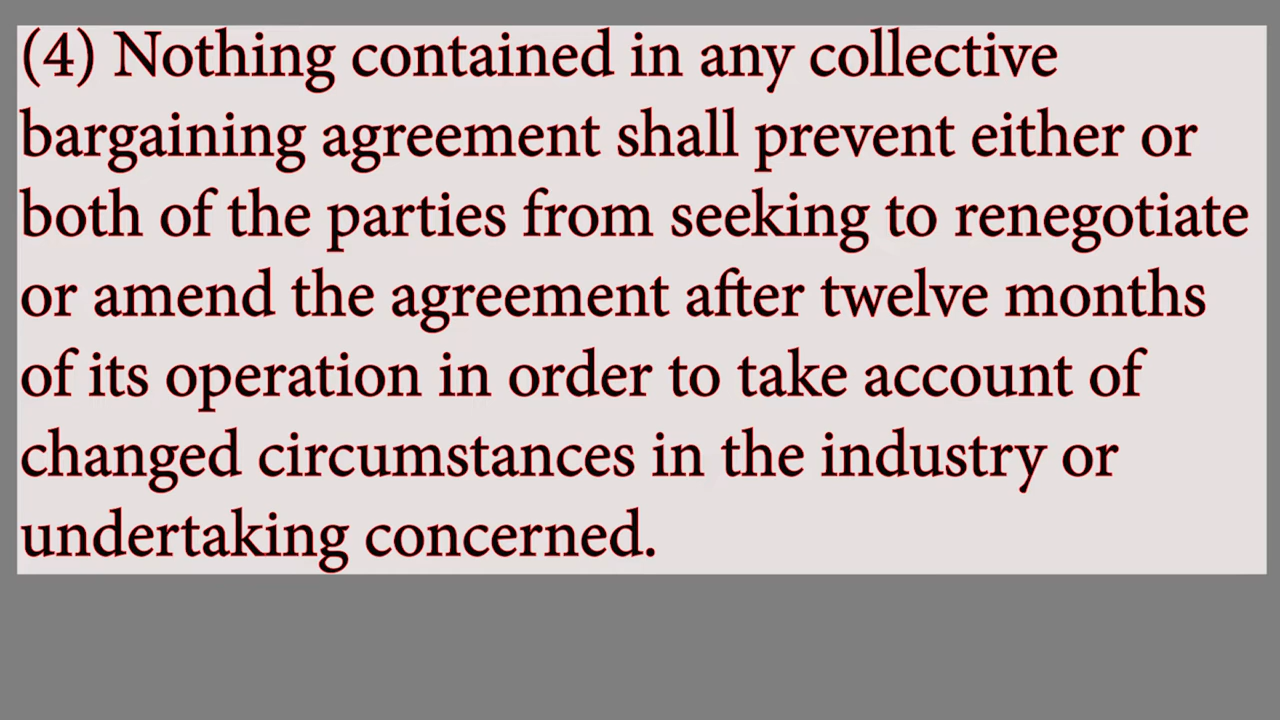 (4) Nothing contained in any collective
bargaining agreement shall prevent either or
both of the parties from seeking to renegotiate
or amend the agreement after twelve months
of its operation in order to take account of
changed circumstances in the industry or
undertaking concerned.